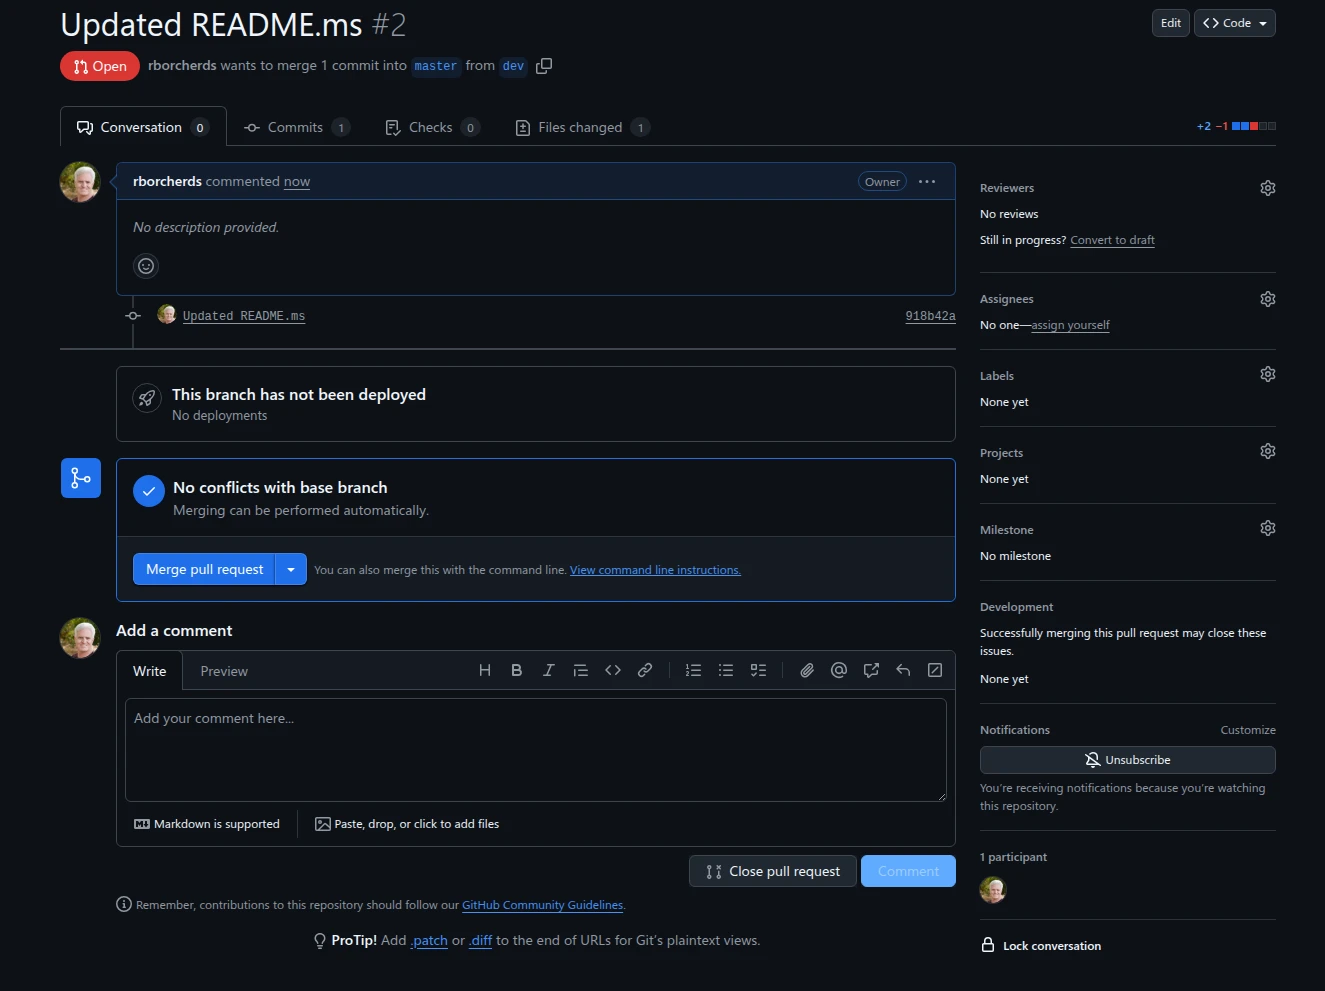 Updated README.ms #2
Edit
Code
Open
rborcherds wants to merge 1 commit into master from dev
Conversation 0
Commits 1
Checks 0
Files changed 1
+2 −1
rborcherds commented now
Owner
No description provided.
Updated README.ms
918b42a
This branch has not been deployed
No deployments
No conflicts with base branch
Merging can be performed automatically.
Merge pull request
You can also merge this with the command line. View command line instructions.
Add a comment
Write
Preview
Add your comment here...
Markdown is supported
Paste, drop, or click to add files
Close pull request
Comment
Remember, contributions to this repository should follow our GitHub Community Guidelines.
ProTip! Add .patch or .diff to the end of URLs for Git's plaintext views.
Reviewers
No reviews
Still in progress? Convert to draft
Assignees
No one—assign yourself
Labels
None yet
Projects
None yet
Milestone
No milestone
Development
Successfully merging this pull request may close these
issues.
None yet
Notifications
Customize
Unsubscribe
You're receiving notifications because you're watching
this repository.
1 participant
Lock conversation